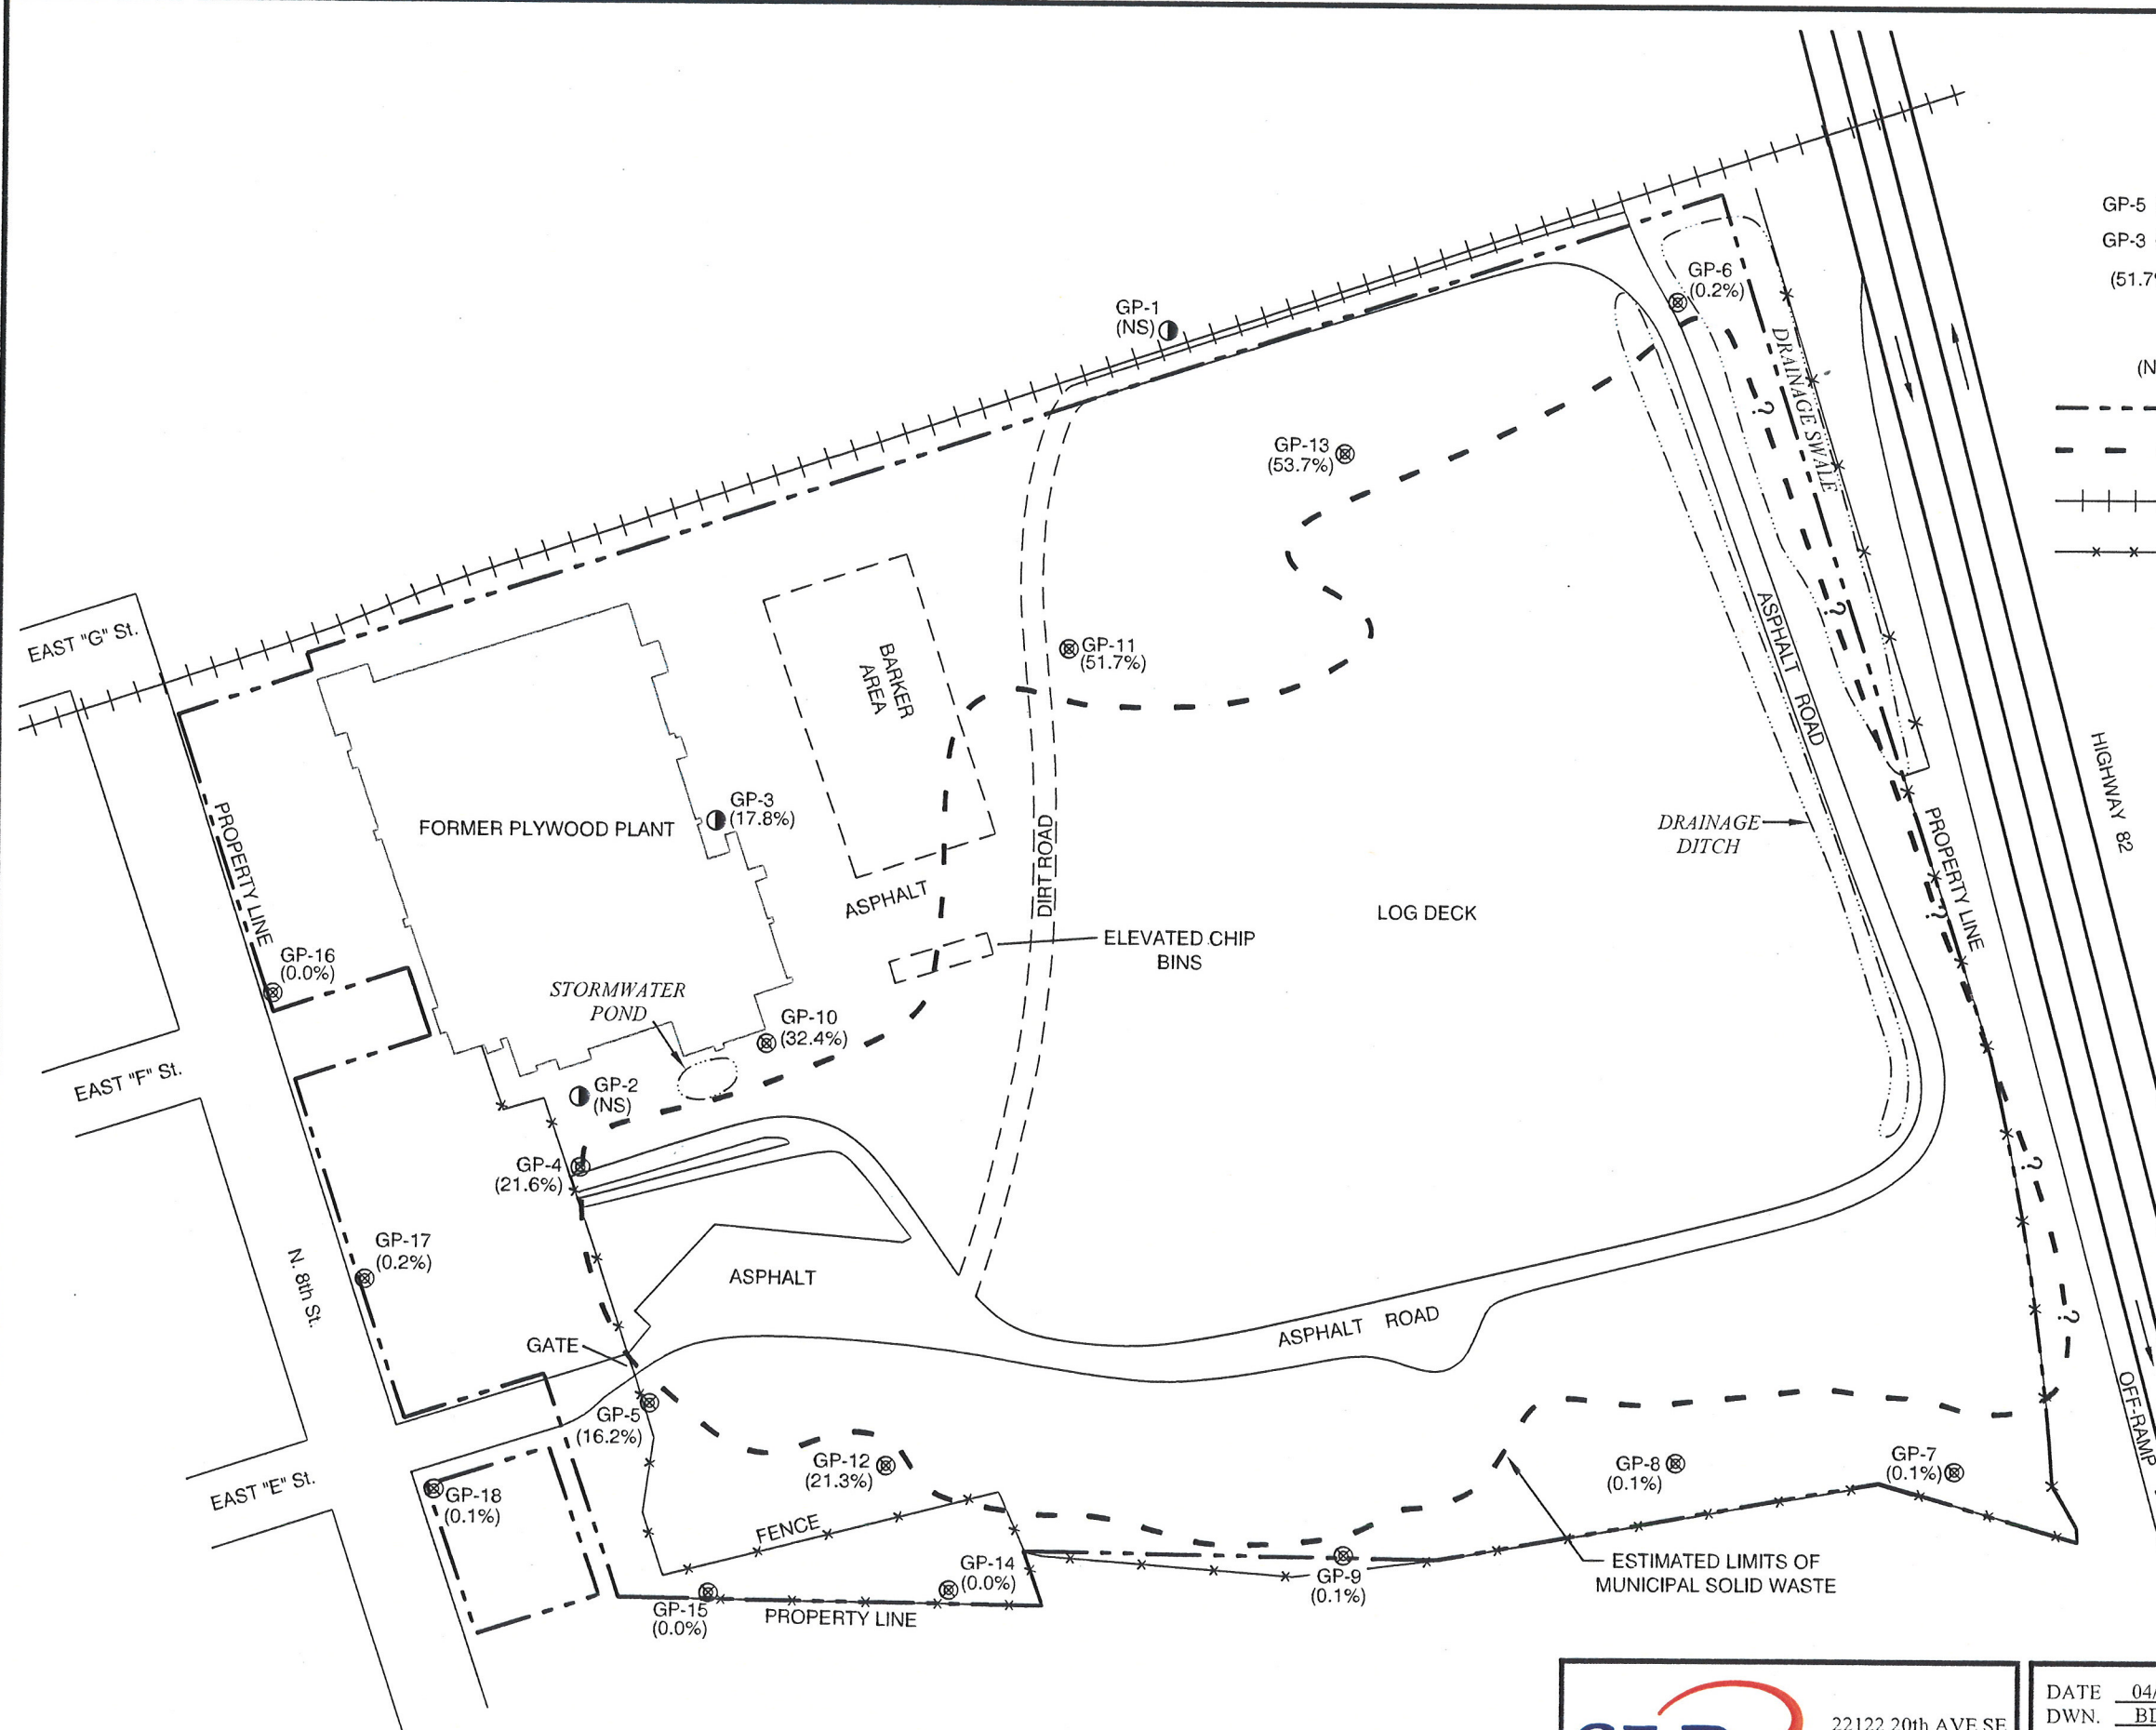 GP-5
GP-6
(0.2%)
GP-3
GP-1
(NS)
(51.7
DRAINAGE SWALE
(N
?
GP-13
(53.7%)
ASPHALT ROAD
?
EAST "G" St.
GP-11
(51.7%)
BARKER
AREA
HIGHWAY 82
GP-3
(17.8%)
FORMER PLYWOOD PLANT
PROPERTY LINE
DRAINAGE
DITCH
PROPERTY LINE
DIRT ROAD
ASPHALT
LOG DECK
?
ELEVATED CHIP
BINS
GP-16
(0.0%)
STORMWATER
POND
GP-10
(32.4%)
EAST "F" St.
GP-2
(NS)
GP-4
(21.6%)
?
GP-17
(0.2%)
N. 8th St.
ASPHALT
ASPHALT ROAD
?
GATE
OFF-RAMP
GP-5
(16.2%)
GP-12
(21.3%)
GP-8
(0.1%)
GP-7
(0.1%)
EAST "E" St.
GP-18
(0.1%)
FENCE
GP-14
(0.0%)
GP-9
(0.1%)
ESTIMATED LIMITS OF
MUNICIPAL SOLID WASTE
GP-15
(0.0%)
PROPERTY LINE
DATE 04/
DWN.
22122 20th AVE SE